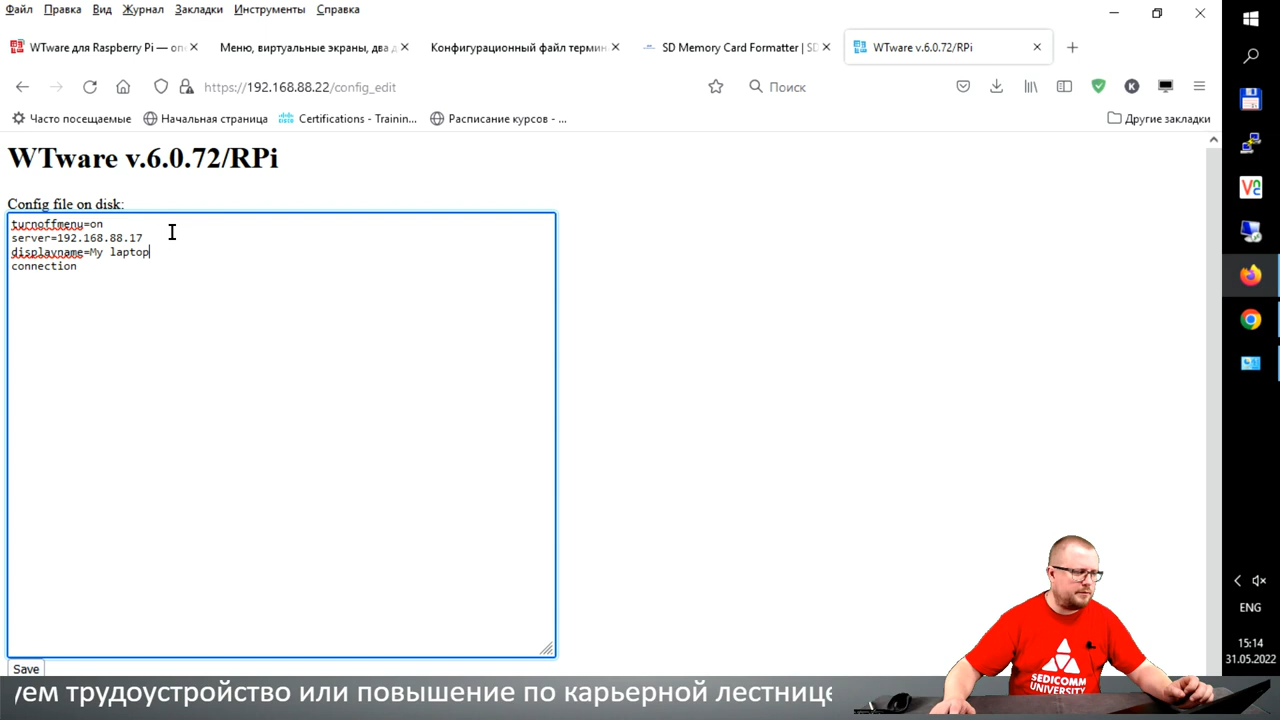 Файл Правка Вид Журнал Закладки Инструменты Справка
WTware для Raspberry Pi — опе
Меню, виртуальные экраны, два д
Конфигурационный файл термин
SD Memory Card Formatter | SD
WTware v.6.0.72/RPi
https://192.168.88.22/config_edit
Поиск
Часто посещаемые
Начальная страница
Certifications - Trainin...
Расписание курсов - ...
Другие закладки
WTware v.6.0.72/RPi
Config file on disk:
turnoffmenu=on
server=192.168.88.17
displayname=My laptop
connection
Save
ENG
15:14
31.05.2022
SEDICOMM
UNIVERSITY
уем трудоустройство или повышение по карьерной лестнице